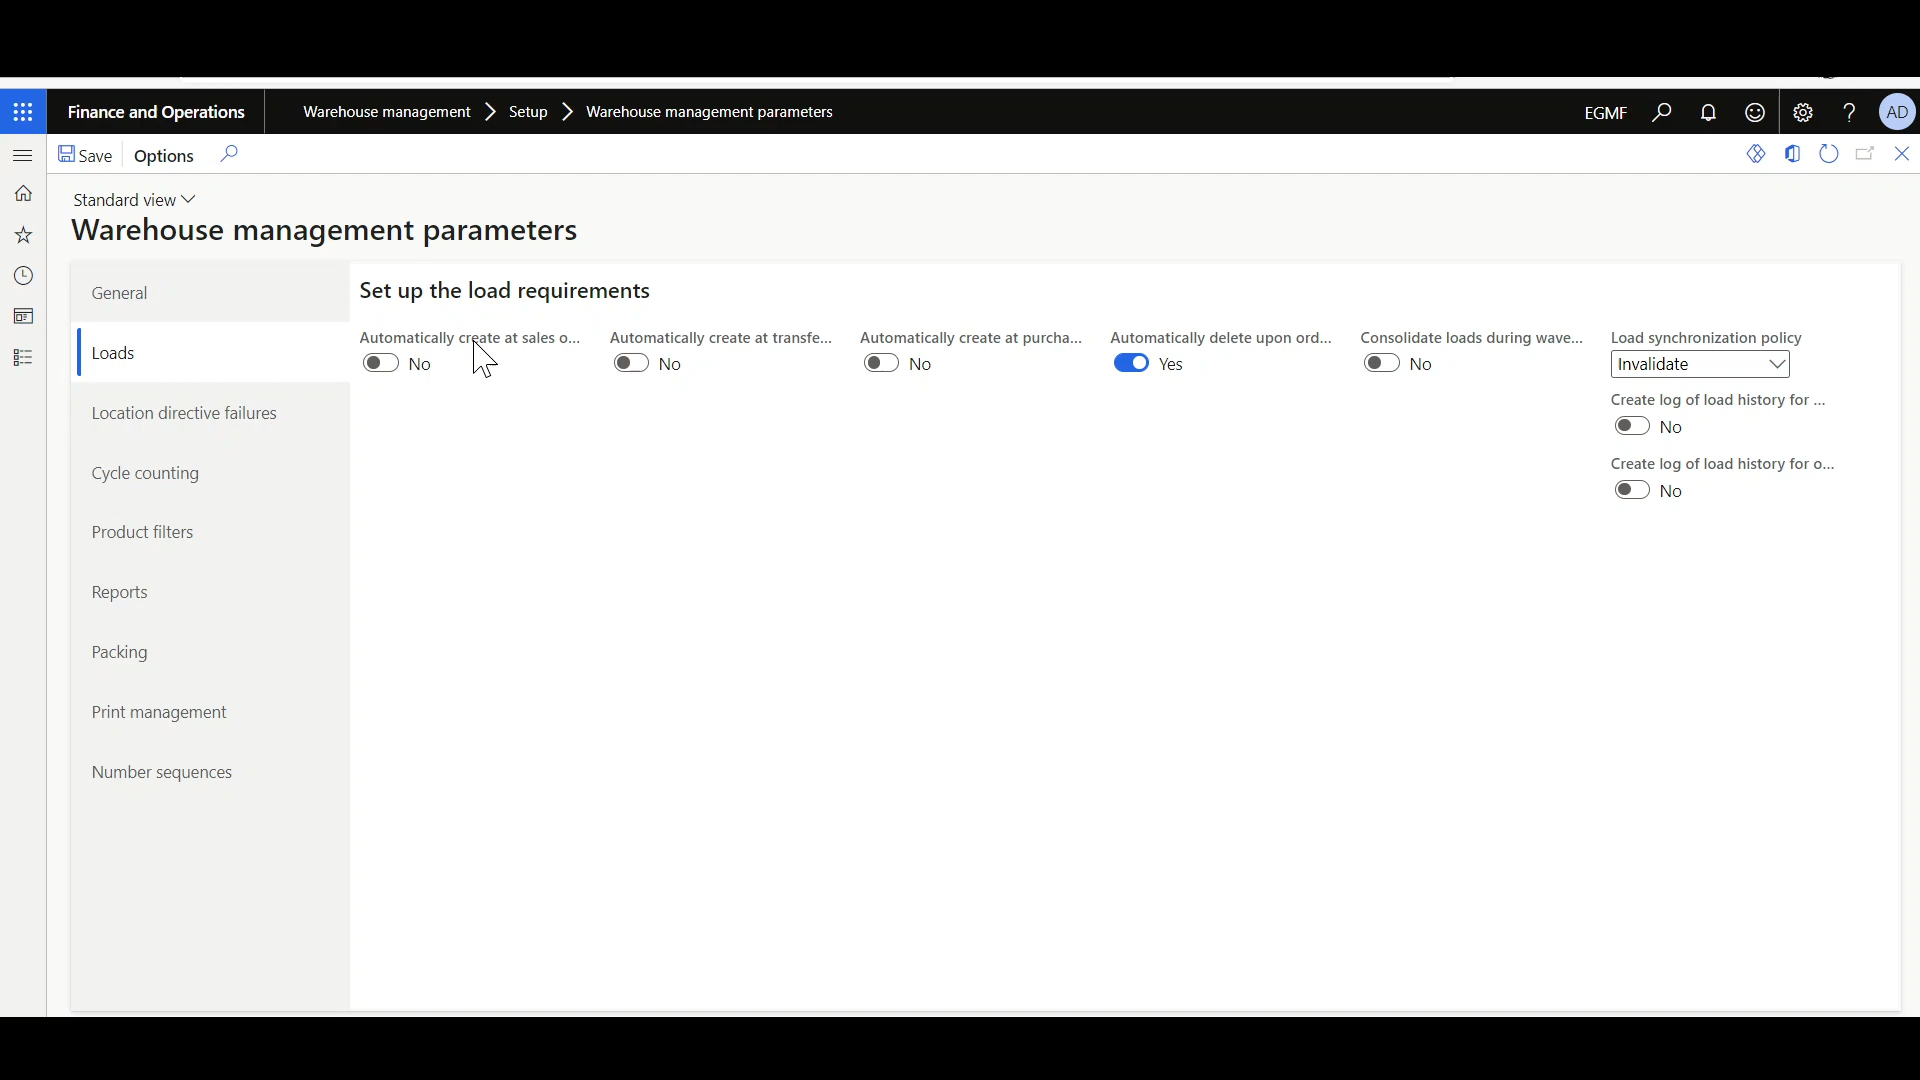 Finance and Operations
Warehouse management > Setup > Warehouse management parameters
EGMF
AD
Save
Options
Standard view
Warehouse management parameters
General
Loads
Location directive failures
Cycle counting
Product filters
Reports
Packing
Print management
Number sequences
Set up the load requirements
Automatically create at sales o...
No
Automatically create at transfe...
No
Automatically create at purcha...
No
Automatically delete upon ord...
Yes
Consolidate loads during wave...
No
Load synchronization policy
Invalidate
Create log of load history for ...
No
Create log of load history for o...
No